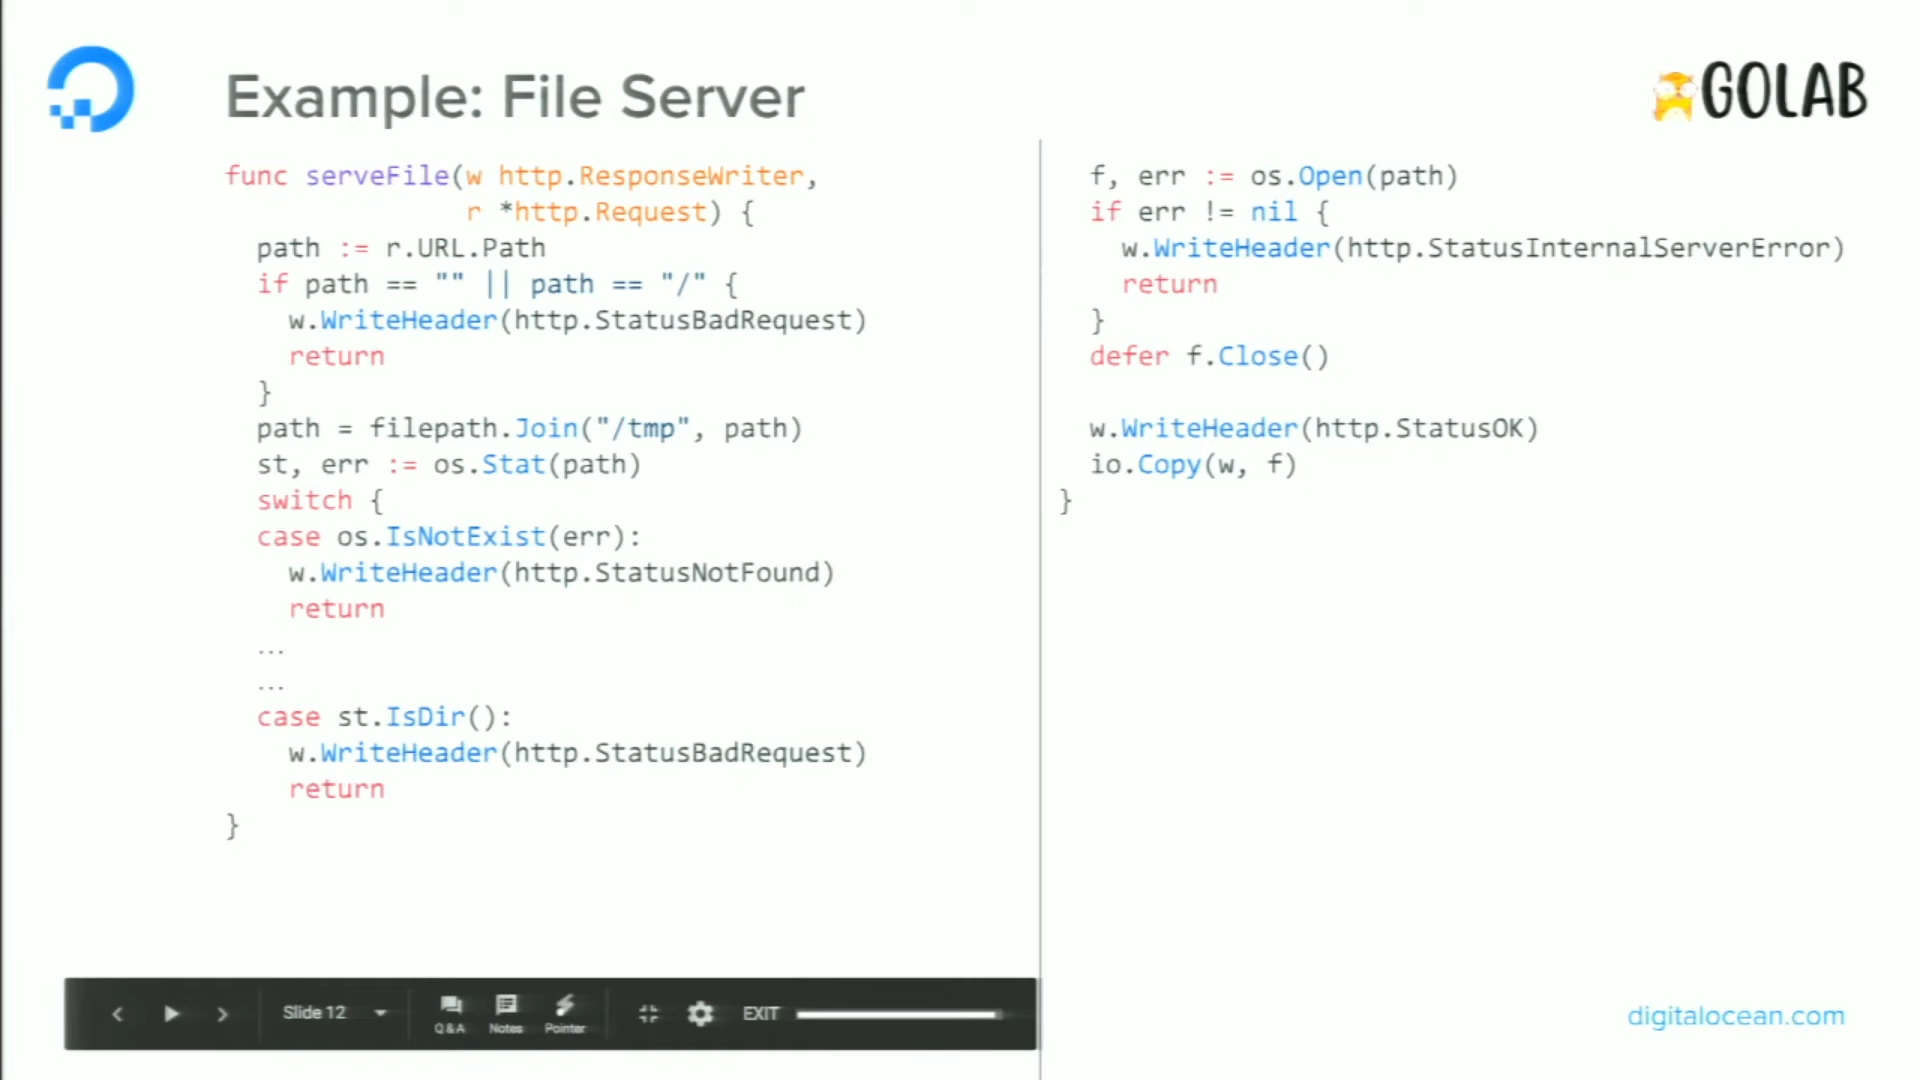 Example: File Server
GOLAB
func serveFile(w http.ResponseWriter,
               r *http.Request) {
  path := r.URL.Path
  if path == "" || path == "/" {
    w.WriteHeader(http.StatusBadRequest)
    return
  }
  path = filepath.Join("/tmp", path)
  st, err := os.Stat(path)
  switch {
  case os.IsNotExist(err):
    w.WriteHeader(http.StatusNotFound)
    return
  ...
  ...
  case st.IsDir():
    w.WriteHeader(http.StatusBadRequest)
    return
}
  f, err := os.Open(path)
  if err != nil {
    w.WriteHeader(http.StatusInternalServerError)
    return
  }
  defer f.Close()
  w.WriteHeader(http.StatusOK)
  io.Copy(w, f)
}
Slide 12
Q&A
Notes
Pointer
EXIT
digitalocean.com